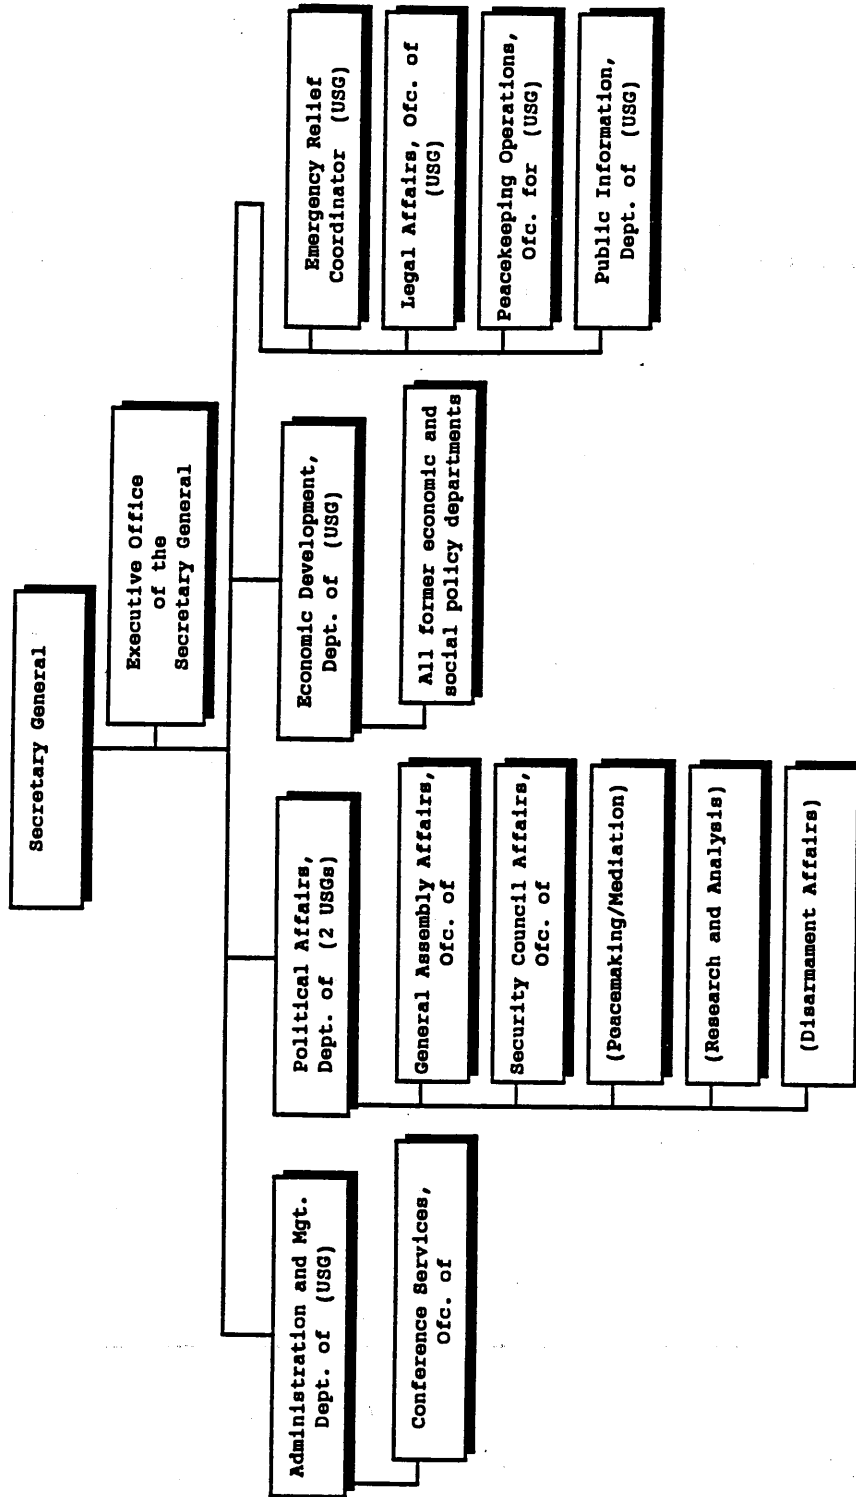 Secretary General
Executive Office
of the
Secretary General
Administration and Mgt.
Dept. of (USG)
Conference Services,
Ofc. of
Political Affairs,
Dept. of (2 USGs)
General Assembly Affairs,
Ofc. of
Security Council Affairs,
Ofc. of
(Peacemaking/Mediation)
(Research and Analysis)
(Disarmament Affairs)
Economic Development,
Dept. of (USG)
All former economic and
social policy departments
Emergency Relief
Coordinator (USG)
Legal Affairs, Ofc. of
(USG)
Peacekeeping Operations,
Ofc. for (USG)
Public Information,
Dept. of (USG)